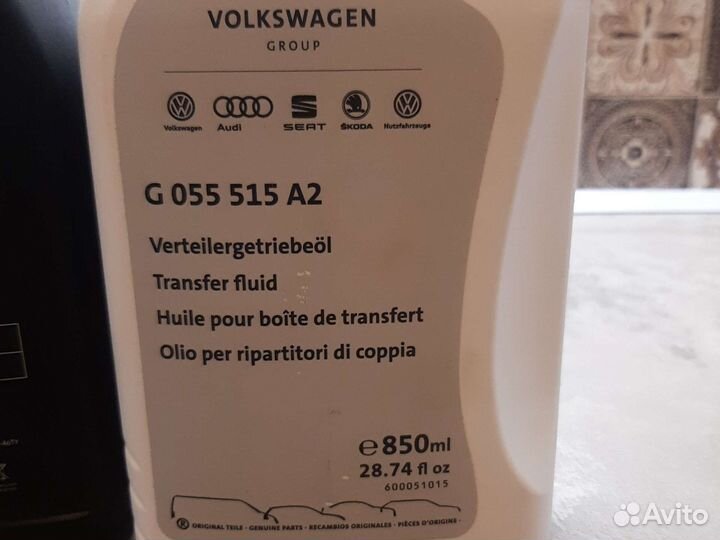 VOLKSWAGEN
GROUP
Volkswagen Audi SEAT ŠKODA Nutzfahrzeuge
G 055 515 A2
Verteilergetriebeöl
Transfer fluid
Huile pour boîte de transfert
Olio per ripartitori di coppia
℮850ml
28.74 fl oz
600051015
® ORIGINAL TEILE · GENUINE PARTS · RECAMBIOS ORIGINALES · PIÈCES D'ORIGINE ·
Avito